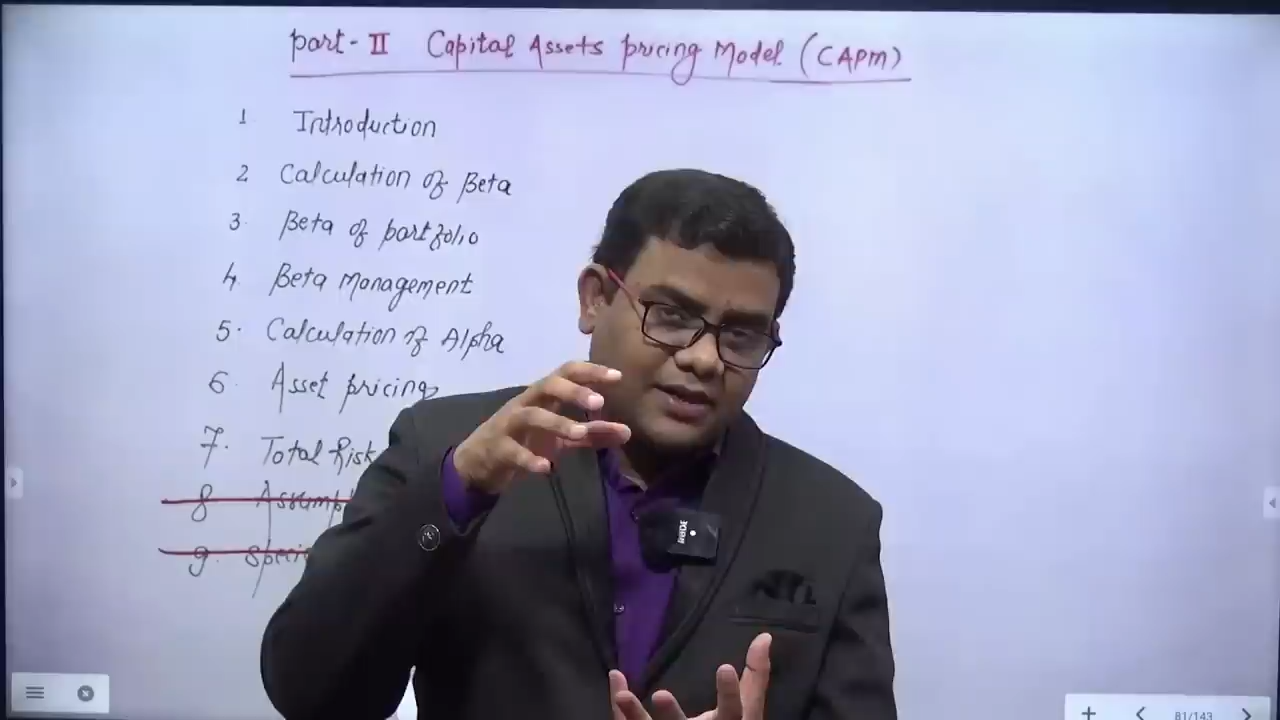 part - II Capital Assets pricing Model (CAPM)
1 Introduction
2 Calculation of Beta
3. Beta of portfolio
4. Beta Management
5. Calculation of Alpha
6. Asset pricing
7. Total Risk
8
9.
RØDE
81/143